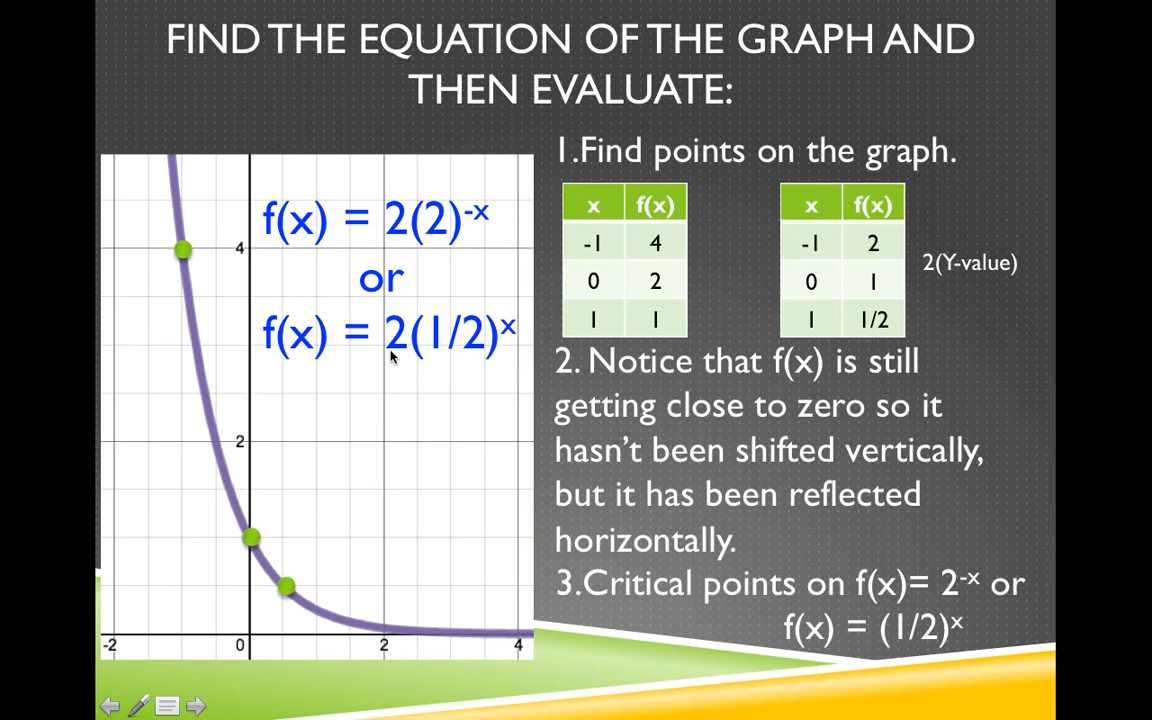 FIND THE EQUATION OF THE GRAPH AND
THEN EVALUATE:
f(x) = 2(2)⁻ˣ
or
f(x) = 2(1/2)ˣ
4
2
-2
0
2
4
1.Find points on the graph.
x f(x)
-1 4
0 2
1 1
x f(x)
-1 2
0 1
1 1/2
2(Y-value)
2. Notice that f(x) is still
getting close to zero so it
hasn’t been shifted vertically,
but it has been reflected
horizontally.
3.Critical points on f(x)= 2⁻ˣ or
f(x) = (1/2)ˣ